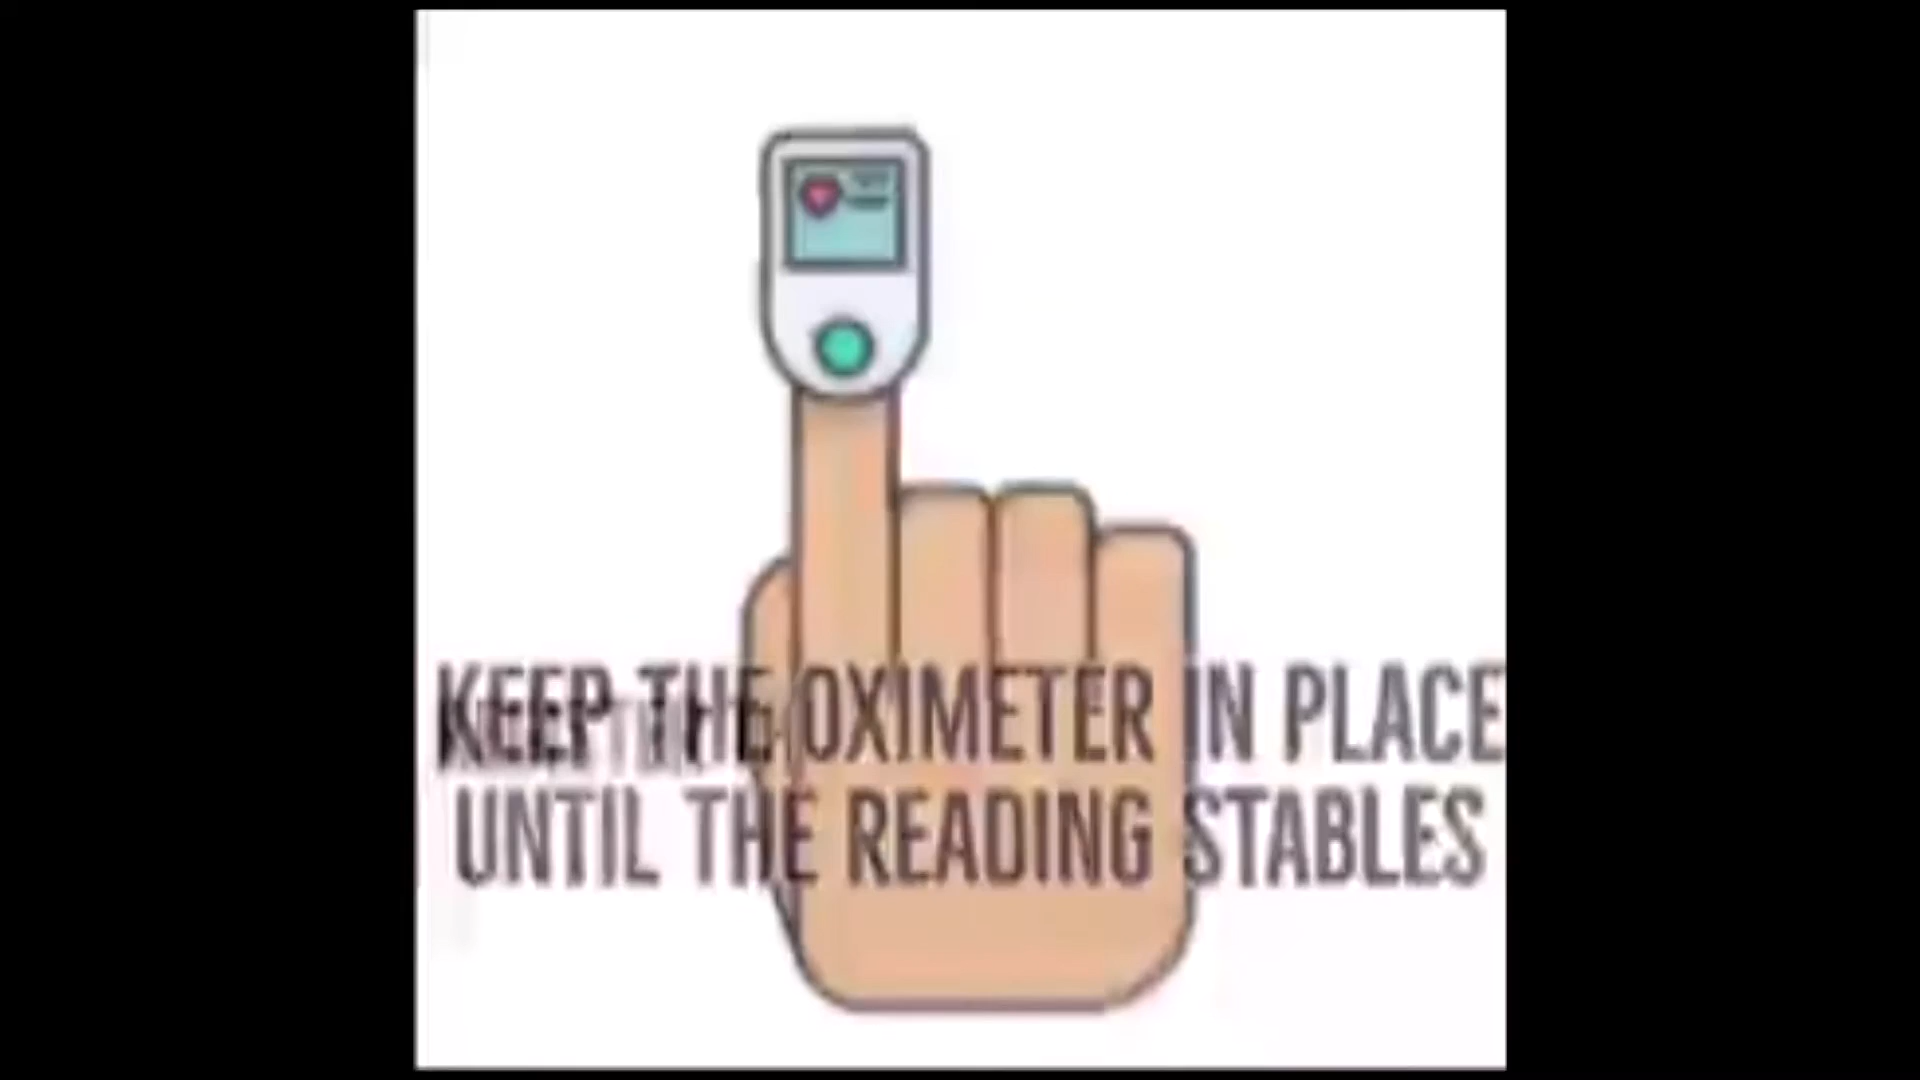 KEEP THE OXIMETER IN PLACE
UNTIL THE READING STABLES